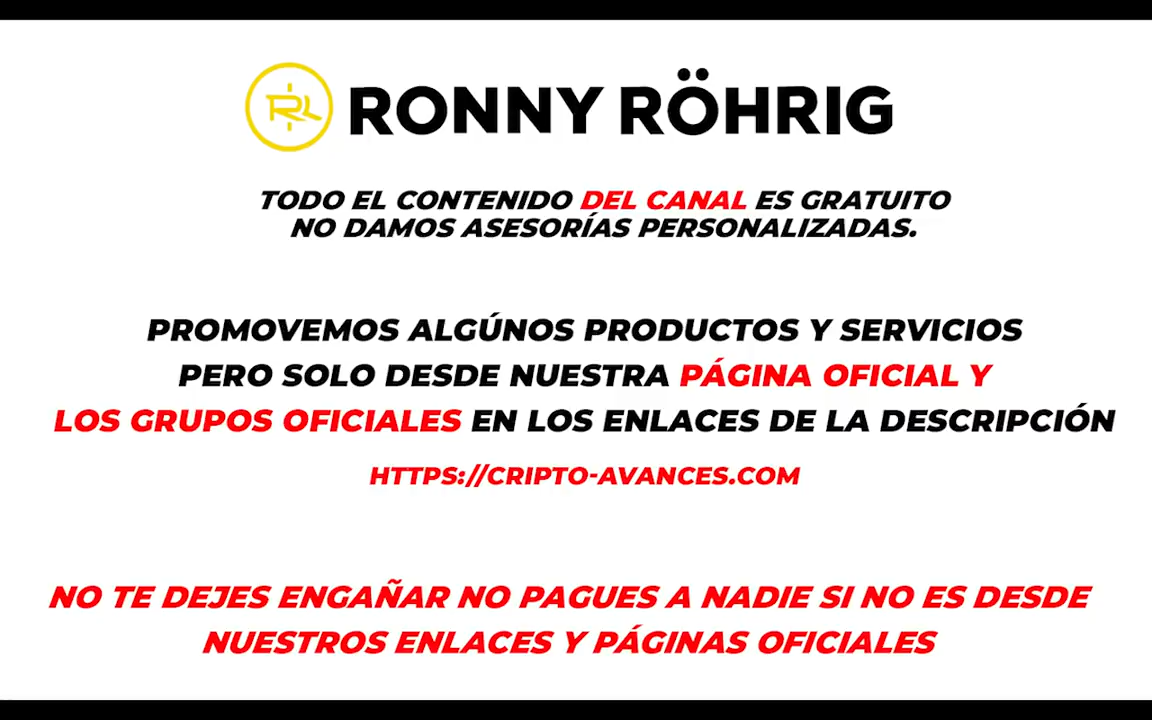 RONNY RÖHRIG
TODO EL CONTENIDO DEL CANAL ES GRATUITO
NO DAMOS ASESORÍAS PERSONALIZADAS.
PROMOVEMOS ALGÚNOS PRODUCTOS Y SERVICIOS
PERO SOLO DESDE NUESTRA PÁGINA OFICIAL Y
LOS GRUPOS OFICIALES EN LOS ENLACES DE LA DESCRIPCIÓN
HTTPS://CRIPTO-AVANCES.COM
NO TE DEJES ENGAÑAR NO PAGUES A NADIE SI NO ES DESDE
NUESTROS ENLACES Y PÁGINAS OFICIALES